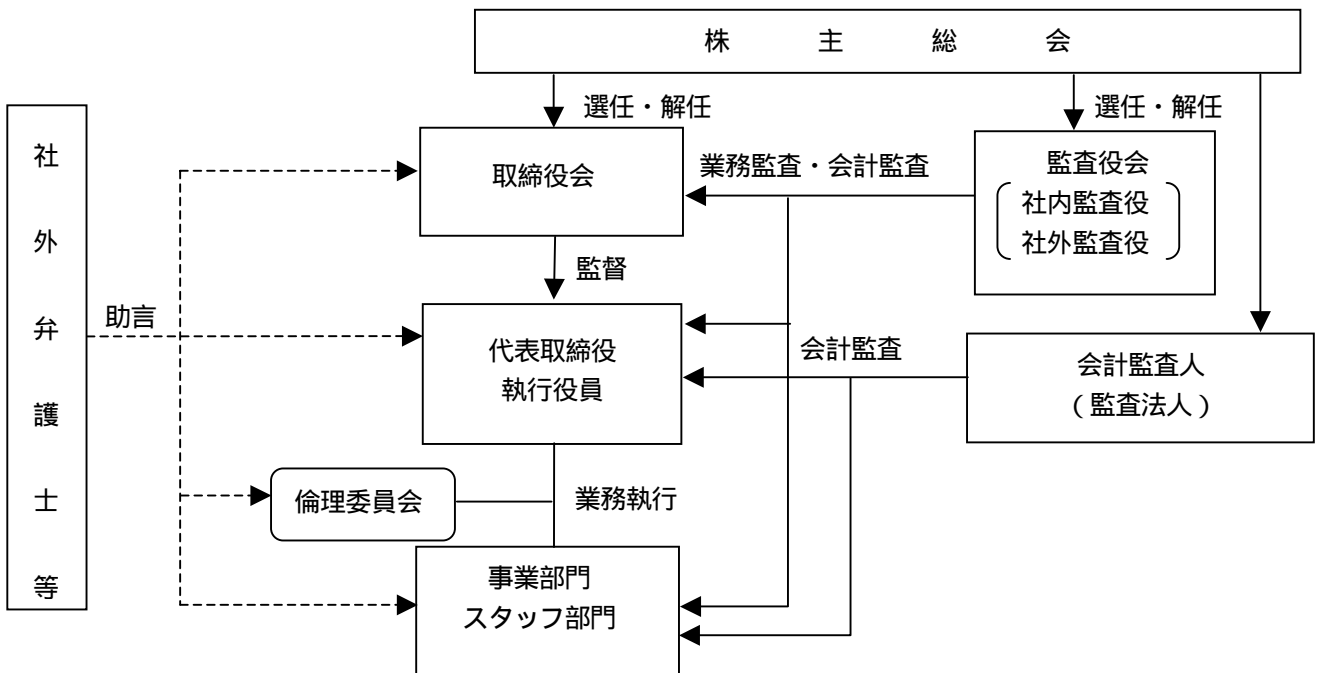 株主総会
選任・解任
選任・解任
社外弁護士等
取締役会
業務監査・会計監査
監査役会
社内監査役
社外監査役
監督
助言
代表取締役
執行役員
会計監査
会計監査人
(監査法人)
倫理委員会
業務執行
事業部門
スタッフ部門